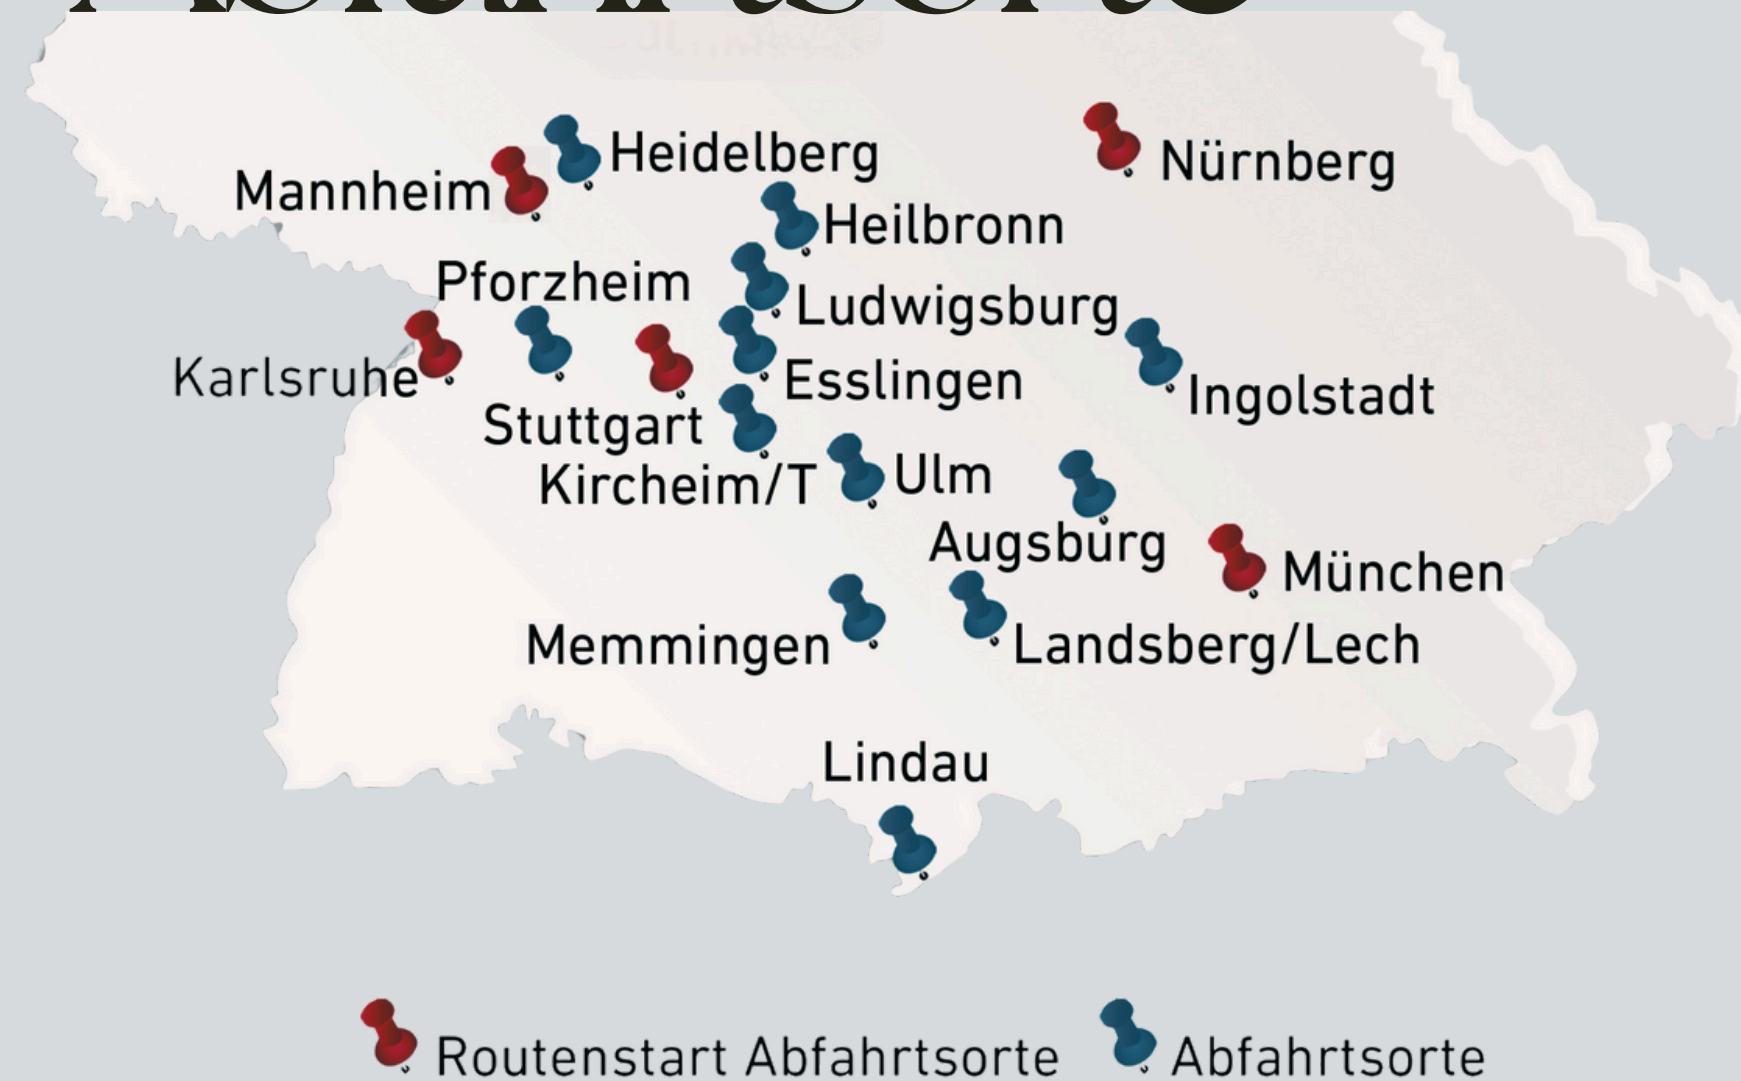 Abfahrtsorte
Heidelberg
Nürnberg
Mannheim
Heilbronn
Pforzheim
Ludwigsburg
Karlsruhe
Esslingen
Ingolstadt
Stuttgart
Kircheim/T
Ulm
Augsburg
München
Memmingen
Landsberg/Lech
Lindau
Routenstart Abfahrtsorte
Abfahrtsorte